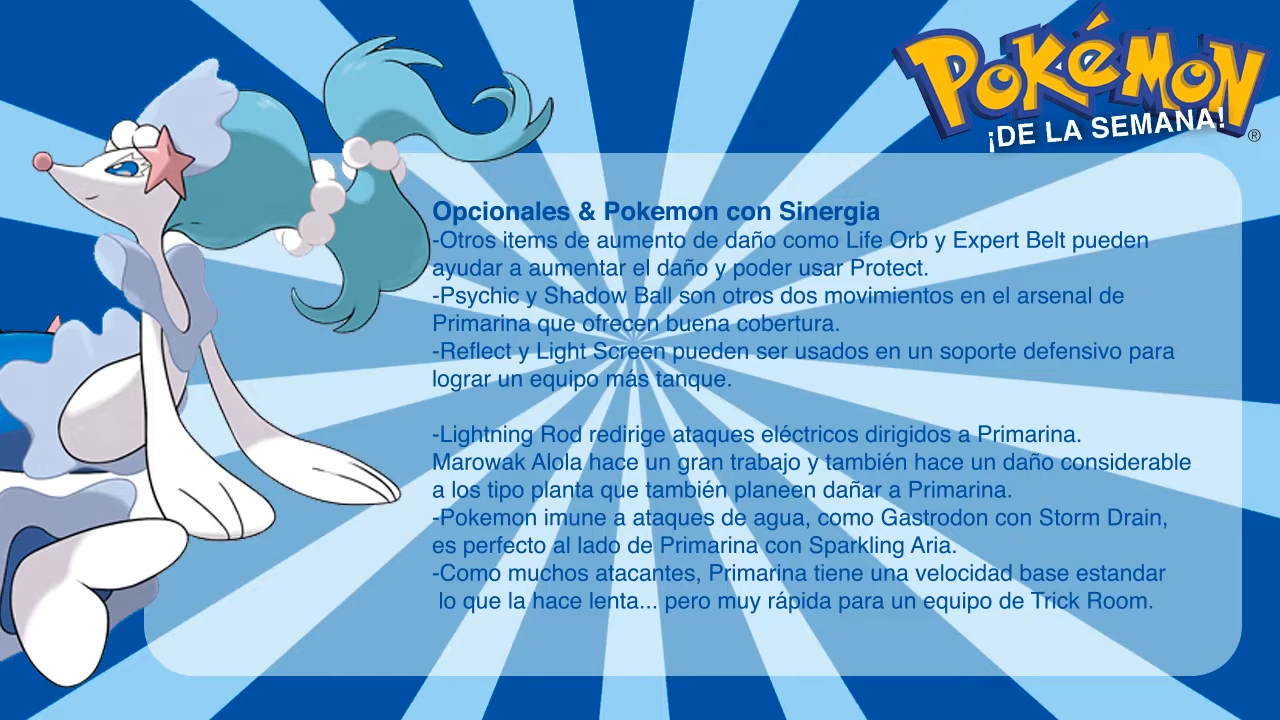 POKéMON
¡DE LA SEMANA!
®
Opcionales & Pokemon con Sinergia
-Otros items de aumento de daño como Life Orb y Expert Belt pueden
ayudar a aumentar el daño y poder usar Protect.
-Psychic y Shadow Ball son otros dos movimientos en el arsenal de
Primarina que ofrecen buena cobertura.
-Reflect y Light Screen pueden ser usados en un soporte defensivo para
lograr un equipo más tanque.
-Lightning Rod redirige ataques eléctricos dirigidos a Primarina.
Marowak Alola hace un gran trabajo y también hace un daño considerable
a los tipo planta que también planeen dañar a Primarina.
-Pokemon imune a ataques de agua, como Gastrodon con Storm Drain,
es perfecto al lado de Primarina con Sparkling Aria.
-Como muchos atacantes, Primarina tiene una velocidad base estandar
lo que la hace lenta... pero muy rápida para un equipo de Trick Room.